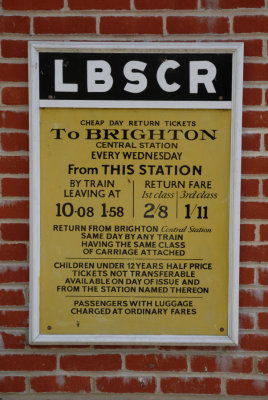 LBSCR
CHEAP DAY RETURN TICKETS
To BRIGHTON
CENTRAL STATION
EVERY WEDNESDAY
From THIS STATION
BY TRAIN LEAVING AT
RETURN FARE
1st class 3rd class
10·08 1·58 2/8 1/11
RETURN FROM BRIGHTON Central Station
SAME DAY BY ANY TRAIN
HAVING THE SAME CLASS
OF CARRIAGE ATTACHED
CHILDREN UNDER 12 YEARS HALF PRICE
TICKETS NOT TRANSFERABLE
AVAILABLE ON DAY OF ISSUE AND
FROM THE STATION NAMED THEREON
PASSENGERS WITH LUGGAGE
CHARGED AT ORDINARY FARES